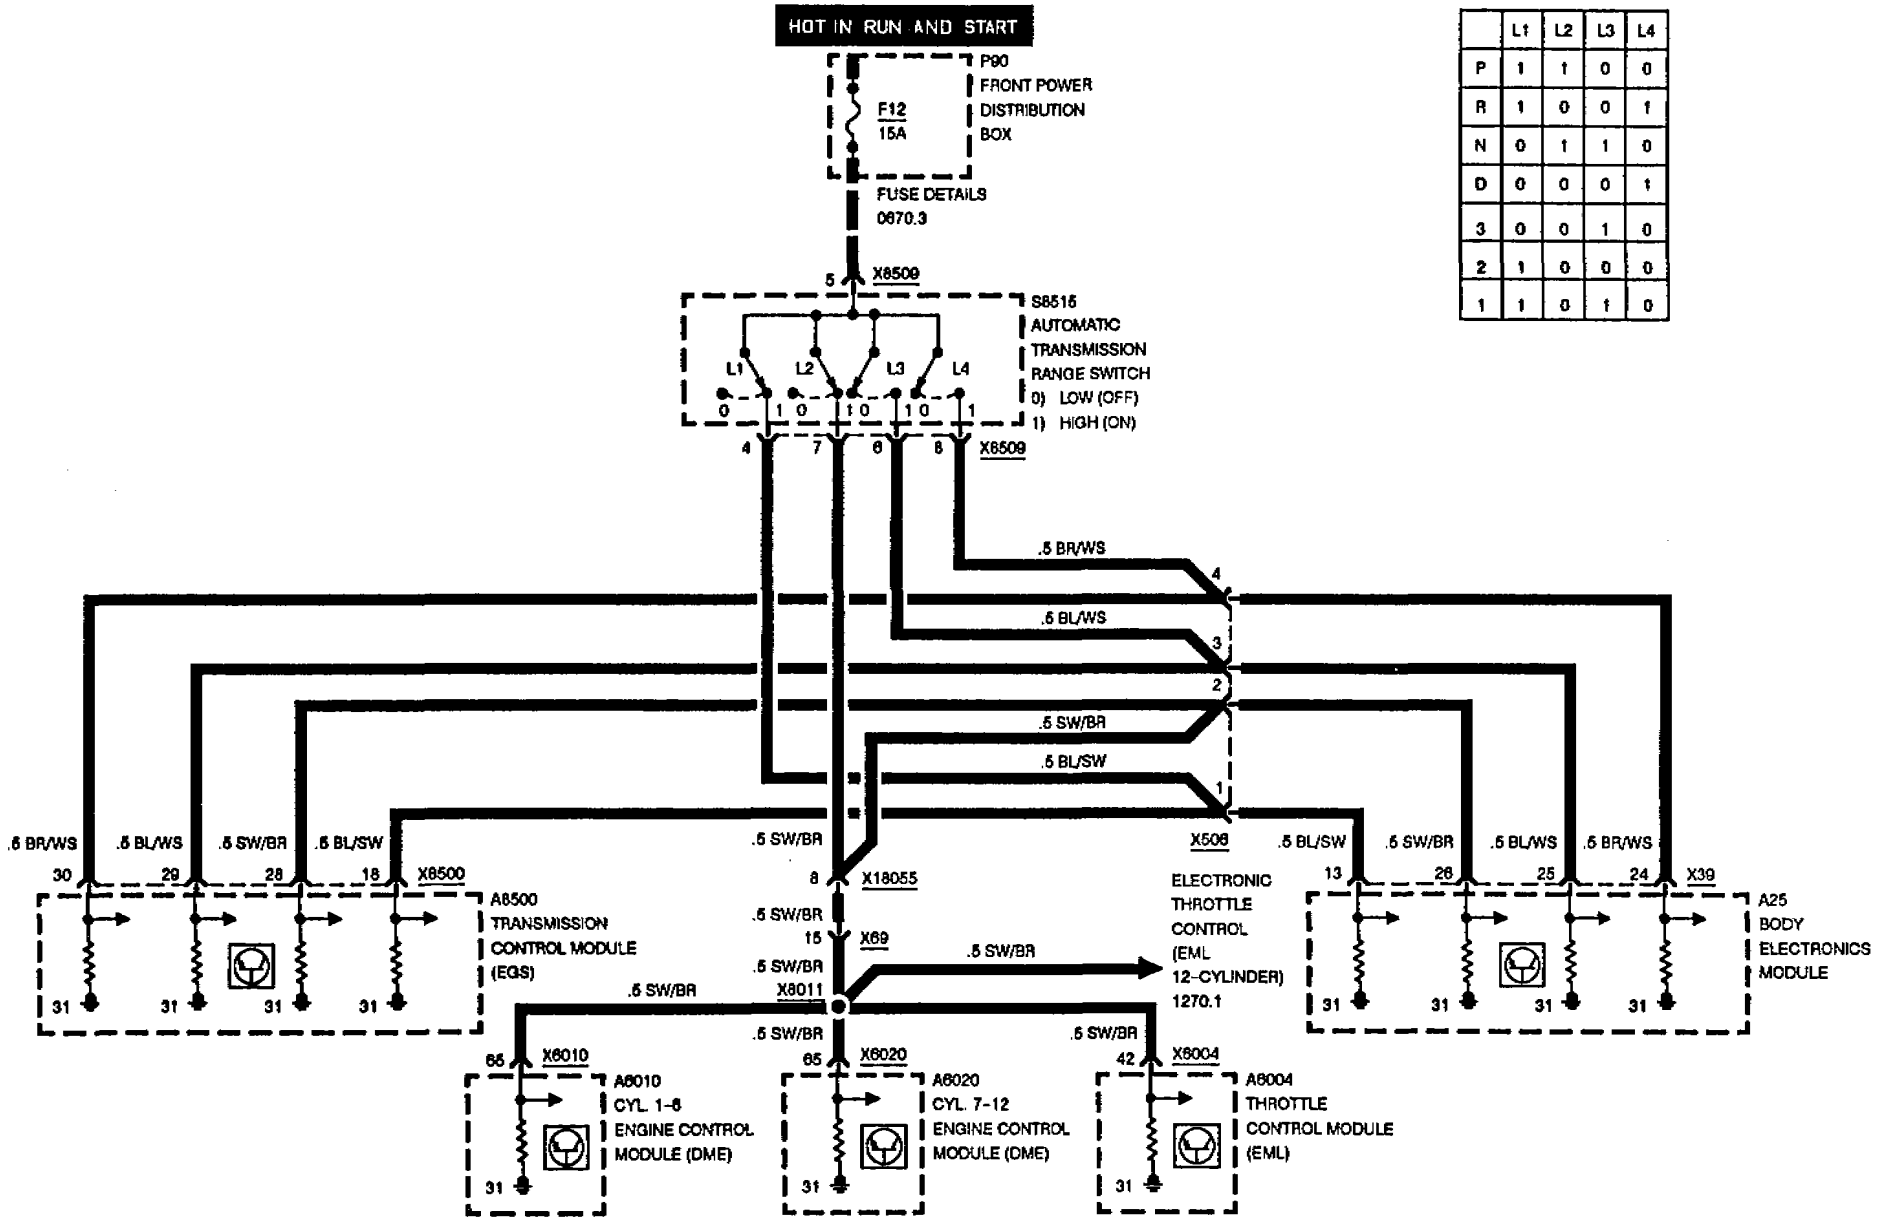 HOT IN RUN AND START
P90
FRONT POWER
DISTRIBUTION
BOX
F12
15A
FUSE DETAILS
0670.3
L1 L2 L3 L4
P 1 1 0 0
R 1 0 0 1
N 0 1 1 0
D 0 0 0 1
3 0 0 1 0
2 1 0 0 0
1 1 0 1 0
5 X8509
S8515
AUTOMATIC
TRANSMISSION
RANGE SWITCH
0) LOW (OFF)
1) HIGH (ON)
L1 L2 L3 L4
0 1 0 1 0 1 0 1
4 7 6 8 X8509
.5 BR/WS
4
.5 BL/WS
3
2
.5 SW/BR
.5 BL/SW
1
X506
.5 BR/WS .5 BL/WS .5 SW/BR .5 BL/SW
30 29 28 18 X8500
A8500
TRANSMISSION
CONTROL MODULE
(EGS)
31 31 31 31
.5 SW/BR
8 X18055
.5 SW/BR
15 X69
.5 SW/BR
X8011
.5 SW/BR
ELECTRONIC
THROTTLE
CONTROL
(EML
12-CYLINDER)
1270.1
.5 BL/SW .5 SW/BR .5 BL/WS .5 BR/WS
13 26 25 24 X39
A25
BODY
ELECTRONICS
MODULE
31 31 31 31
.5 SW/BR .5 SW/BR .5 SW/BR
65 X6010
A6010
CYL. 1-6
ENGINE CONTROL
MODULE (DME)
31
65 X6020
A6020
CYL. 7-12
ENGINE CONTROL
MODULE (DME)
31
42 X6004
A6004
THROTTLE
CONTROL MODULE
(EML)
31